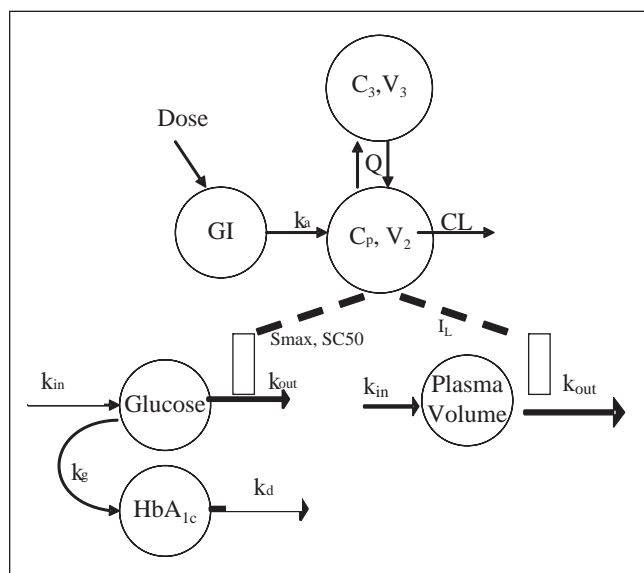 C3,V3
Dose
Q
GI
ka
Cp, V2
CL
Smax, SC50
IL
kin
Glucose
kout
kin
Plasma
Volume
kout
kg
HbA1c
kd